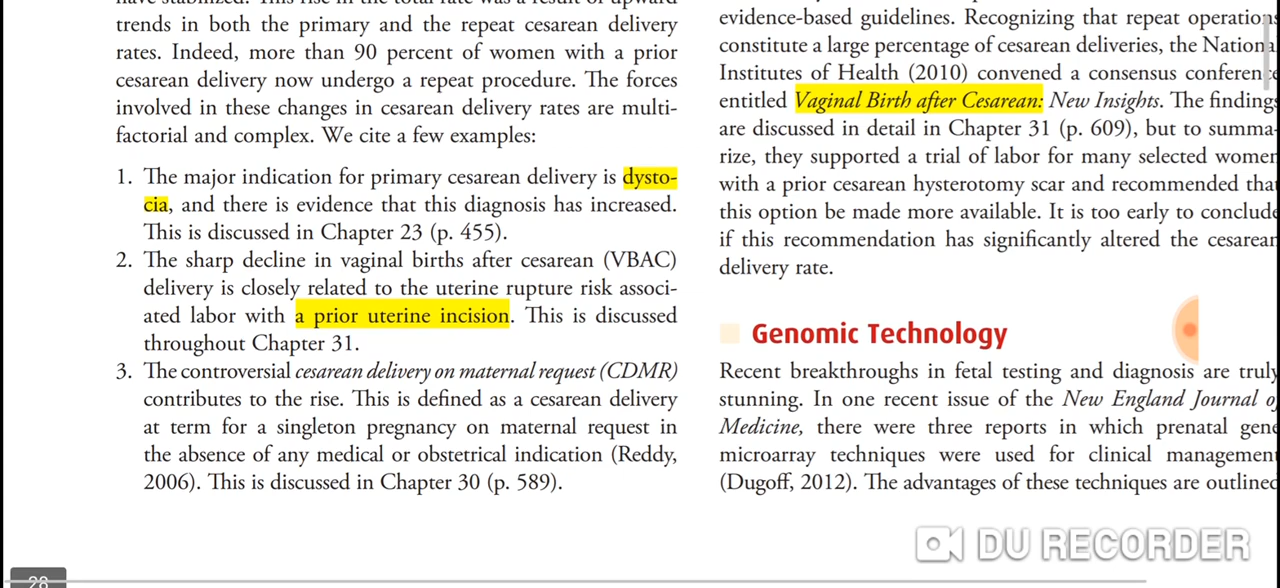 have stabilized. This rise in the total rate was a result of upward
trends in both the primary and the repeat cesarean delivery
rates. Indeed, more than 90 percent of women with a prior
cesarean delivery now undergo a repeat procedure. The forces
involved in these changes in cesarean delivery rates are multi-
factorial and complex. We cite a few examples:
1. The major indication for primary cesarean delivery is dysto-
cia, and there is evidence that this diagnosis has increased.
This is discussed in Chapter 23 (p. 455).
2. The sharp decline in vaginal births after cesarean (VBAC)
delivery is closely related to the uterine rupture risk associ-
ated labor with a prior uterine incision. This is discussed
throughout Chapter 31.
3. The controversial cesarean delivery on maternal request (CDMR)
contributes to the rise. This is defined as a cesarean delivery
at term for a singleton pregnancy on maternal request in
the absence of any medical or obstetrical indication (Reddy,
2006). This is discussed in Chapter 30 (p. 589).
evidence-based guidelines. Recognizing that repeat operations
constitute a large percentage of cesarean deliveries, the Nationa
Institutes of Health (2010) convened a consensus conference
entitled Vaginal Birth after Cesarean: New Insights. The findings
are discussed in detail in Chapter 31 (p. 609), but to summa-
rize, they supported a trial of labor for many selected women
with a prior cesarean hysterotomy scar and recommended that
this option be made more available. It is too early to conclude
if this recommendation has significantly altered the cesarean
delivery rate.
Genomic Technology
Recent breakthroughs in fetal testing and diagnosis are truly
stunning. In one recent issue of the New England Journal o
Medicine, there were three reports in which prenatal gene
microarray techniques were used for clinical management
(Dugoff, 2012). The advantages of these techniques are outlined
DU RECORDER
28